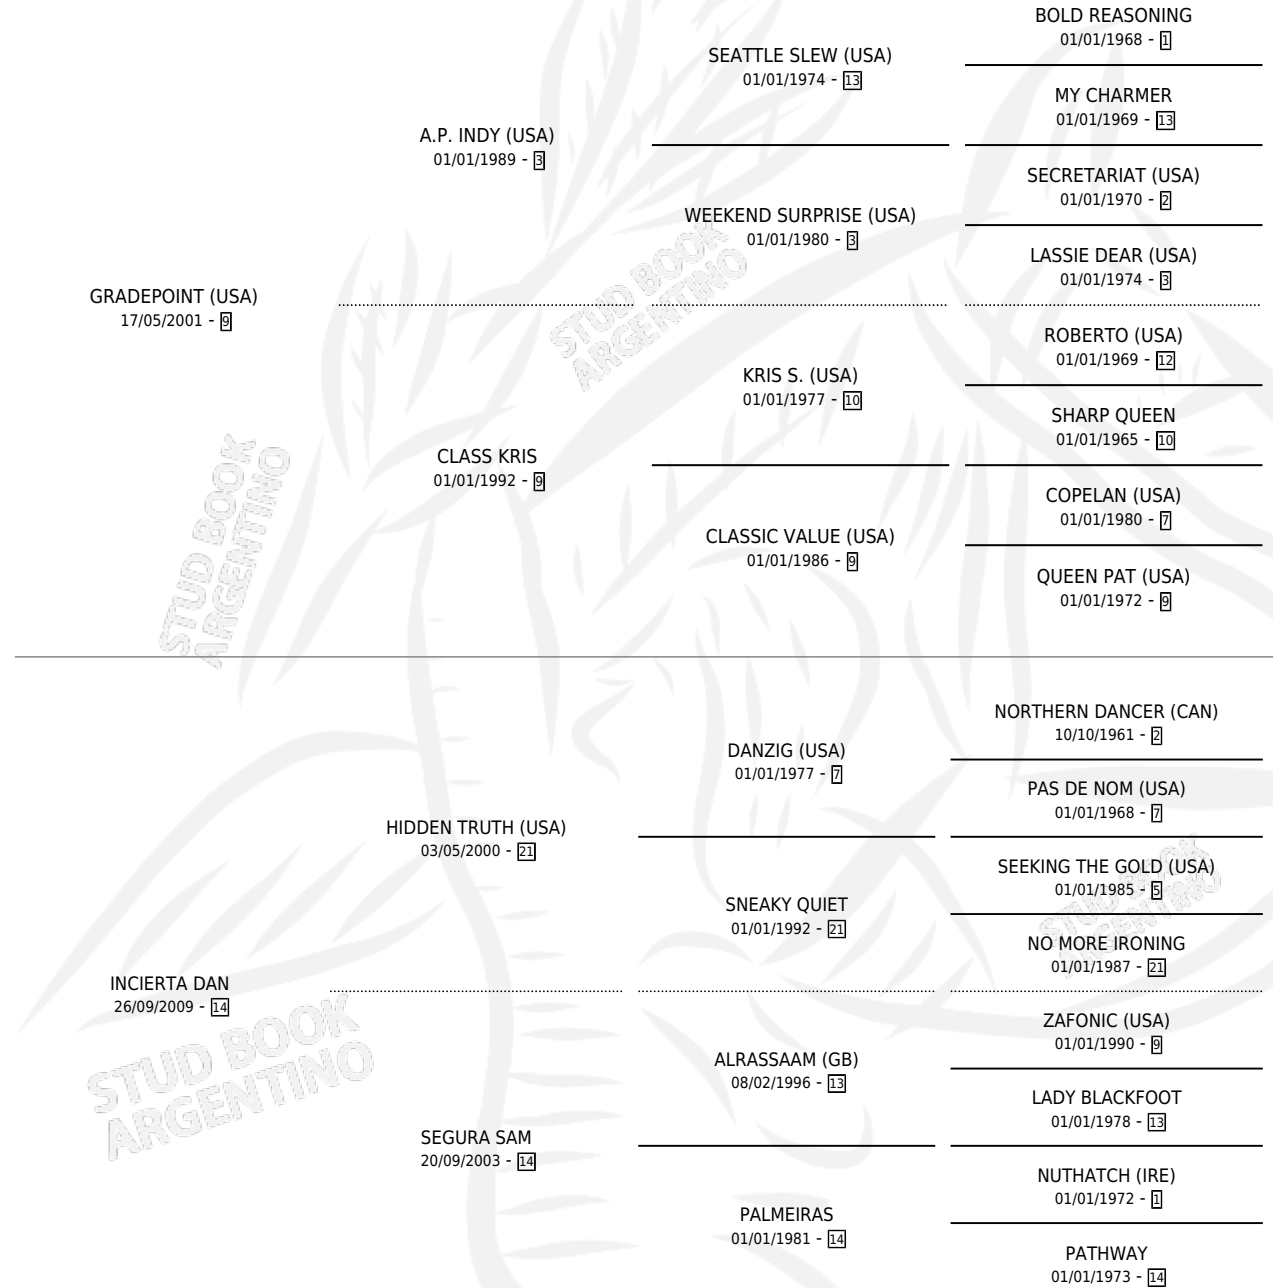 BOLD REASONING
01/01/1968 - 1
SEATTLE SLEW (USA)
01/01/1974 - 13
MY CHARMER
01/01/1969 - 13
A.P. INDY (USA)
01/01/1989 - 3
SECRETARIAT (USA)
01/01/1970 - 2
WEEKEND SURPRISE (USA)
01/01/1980 - 3
LASSIE DEAR (USA)
01/01/1974 - 3
GRADEPOINT (USA)
17/05/2001 - 9
STUD BOOK
ARGENTINO
ROBERTO (USA)
01/01/1969 - 12
KRIS S. (USA)
01/01/1977 - 10
SHARP QUEEN
01/01/1965 - 10
CLASS KRIS
01/01/1992 - 9
COPELAN (USA)
01/01/1980 - 7
CLASSIC VALUE (USA)
01/01/1986 - 9
QUEEN PAT (USA)
01/01/1972 - 9
STUD BOOK
ARGENTINO
NORTHERN DANCER (CAN)
10/10/1961 - 2
DANZIG (USA)
01/01/1977 - 7
PAS DE NOM (USA)
01/01/1968 - 7
HIDDEN TRUTH (USA)
03/05/2000 - 21
SEEKING THE GOLD (USA)
01/01/1985 - 5
SNEAKY QUIET
01/01/1992 - 21
STUD BOOK
ARGENTINO
NO MORE IRONING
01/01/1987 - 21
INCIERTA DAN
26/09/2009 - 14
STUD BOOK
ARGENTINO
ZAFONIC (USA)
01/01/1990 - 9
ALRASSAAM (GB)
08/02/1996 - 13
LADY BLACKFOOT
01/01/1978 - 13
SEGURA SAM
20/09/2003 - 14
NUTHATCH (IRE)
01/01/1972 - 1
PALMEIRAS
01/01/1981 - 14
PATHWAY
01/01/1973 - 14